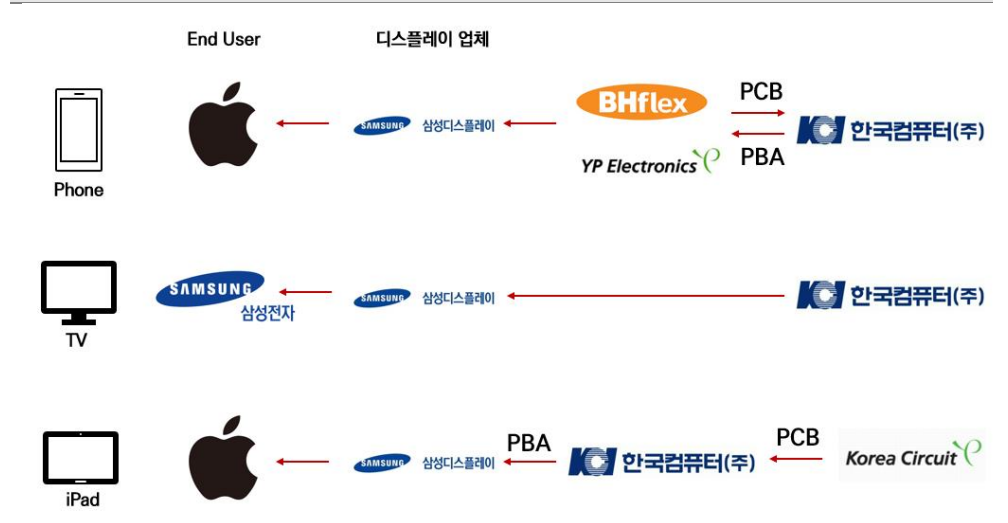 End User
디스플레이 업체
BHflex
PCB
SAMSUNG 삼성디스플레이
KCI 한국컴퓨터(주)
YP Electronics
PBA
Phone
SAMSUNG
삼성전자
SAMSUNG 삼성디스플레이
KCI 한국컴퓨터(주)
TV
PBA
PCB
SAMSUNG 삼성디스플레이
KCI 한국컴퓨터(주)
Korea Circuit
iPad